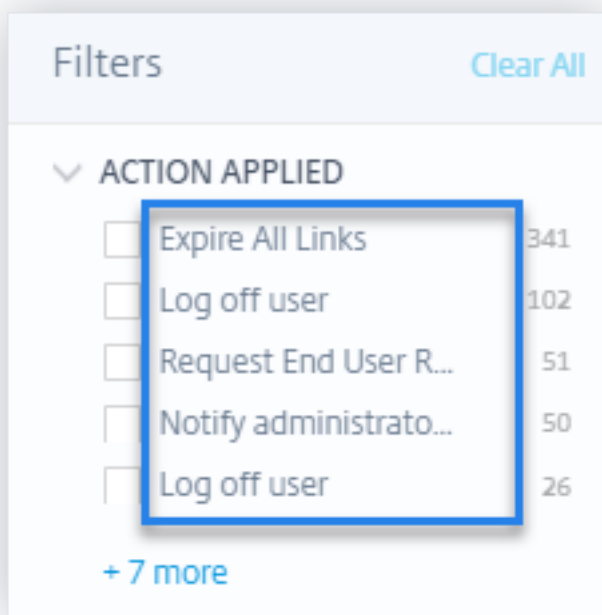 Filters Clear All
ACTION APPLIED
Expire All Links 341
Log off user 102
Request End User R... 51
Notify administrato... 50
Log off user 26
+ 7 more